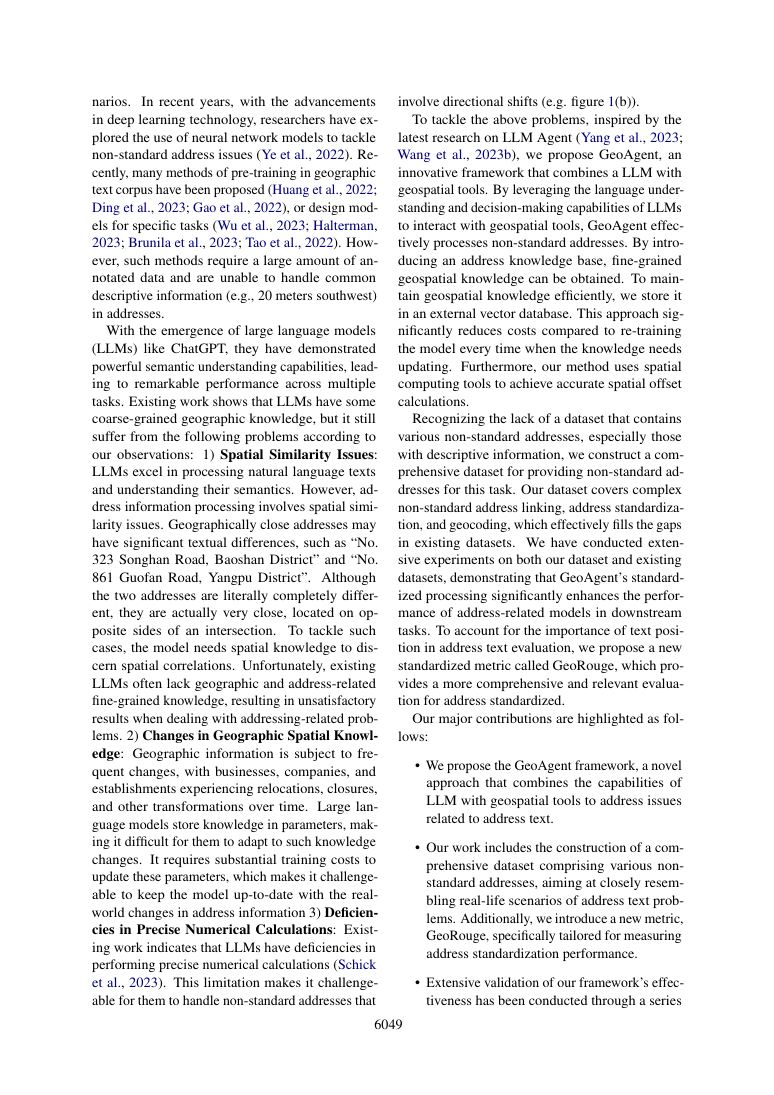 narios. In recent years, with the advancements
in deep learning technology, researchers have ex-
plored the use of neural network models to tackle
non-standard address issues (Ye et al., 2022). Re-
cently, many methods of pre-training in geographic
text corpus have been proposed (Huang et al., 2022;
Ding et al., 2023; Gao et al., 2022), or design mod-
els for specific tasks (Wu et al., 2023; Halterman,
2023; Brunila et al., 2023; Tao et al., 2022). How-
ever, such methods require a large amount of an-
notated data and are unable to handle common
descriptive information (e.g., 20 meters southwest)
in addresses.
With the emergence of large language models
(LLMs) like ChatGPT, they have demonstrated
powerful semantic understanding capabilities, lead-
ing to remarkable performance across multiple
tasks. Existing work shows that LLMs have some
coarse-grained geographic knowledge, but it still
suffer from the following problems according to
our observations: 1) Spatial Similarity Issues:
LLMs excel in processing natural language texts
and understanding their semantics. However, ad-
dress information processing involves spatial simi-
larity issues. Geographically close addresses may
have significant textual differences, such as “No.
323 Songhan Road, Baoshan District” and “No.
861 Guofan Road, Yangpu District”. Although
the two addresses are literally completely differ-
ent, they are actually very close, located on op-
posite sides of an intersection. To tackle such
cases, the model needs spatial knowledge to dis-
cern spatial correlations. Unfortunately, existing
LLMs often lack geographic and address-related
fine-grained knowledge, resulting in unsatisfactory
results when dealing with addressing-related prob-
lems. 2) Changes in Geographic Spatial Knowl-
edge: Geographic information is subject to fre-
quent changes, with businesses, companies, and
establishments experiencing relocations, closures,
and other transformations over time. Large lan-
guage models store knowledge in parameters, mak-
ing it difficult for them to adapt to such knowledge
changes. It requires substantial training costs to
update these parameters, which makes it challenge-
able to keep the model up-to-date with the real-
world changes in address information 3) Deficien-
cies in Precise Numerical Calculations: Exist-
ing work indicates that LLMs have deficiencies in
performing precise numerical calculations (Schick
et al., 2023). This limitation makes it challenge-
able for them to handle non-standard addresses that
involve directional shifts (e.g. figure 1(b)).
To tackle the above problems, inspired by the
latest research on LLM Agent (Yang et al., 2023;
Wang et al., 2023b), we propose GeoAgent, an
innovative framework that combines a LLM with
geospatial tools. By leveraging the language under-
standing and decision-making capabilities of LLMs
to interact with geospatial tools, GeoAgent effec-
tively processes non-standard addresses. By intro-
ducing an address knowledge base, fine-grained
geospatial knowledge can be obtained. To main-
tain geospatial knowledge efficiently, we store it
in an external vector database. This approach sig-
nificantly reduces costs compared to re-training
the model every time when the knowledge needs
updating. Furthermore, our method uses spatial
computing tools to achieve accurate spatial offset
calculations.
Recognizing the lack of a dataset that contains
various non-standard addresses, especially those
with descriptive information, we construct a com-
prehensive dataset for providing non-standard ad-
dresses for this task. Our dataset covers complex
non-standard address linking, address standardiza-
tion, and geocoding, which effectively fills the gaps
in existing datasets. We have conducted exten-
sive experiments on both our dataset and existing
datasets, demonstrating that GeoAgent's standard-
ized processing significantly enhances the perfor-
mance of address-related models in downstream
tasks. To account for the importance of text posi-
tion in address text evaluation, we propose a new
standardized metric called GeoRouge, which pro-
vides a more comprehensive and relevant evalua-
tion for address standardized.
Our major contributions are highlighted as fol-
lows:
• We propose the GeoAgent framework, a novel
approach that combines the capabilities of
LLM with geospatial tools to address issues
related to address text.
• Our work includes the construction of a com-
prehensive dataset comprising various non-
standard addresses, aiming at closely resem-
bling real-life scenarios of address text prob-
lems. Additionally, we introduce a new metric,
GeoRouge, specifically tailored for measuring
address standardization performance.
• Extensive validation of our framework's effec-
tiveness has been conducted through a series
6049